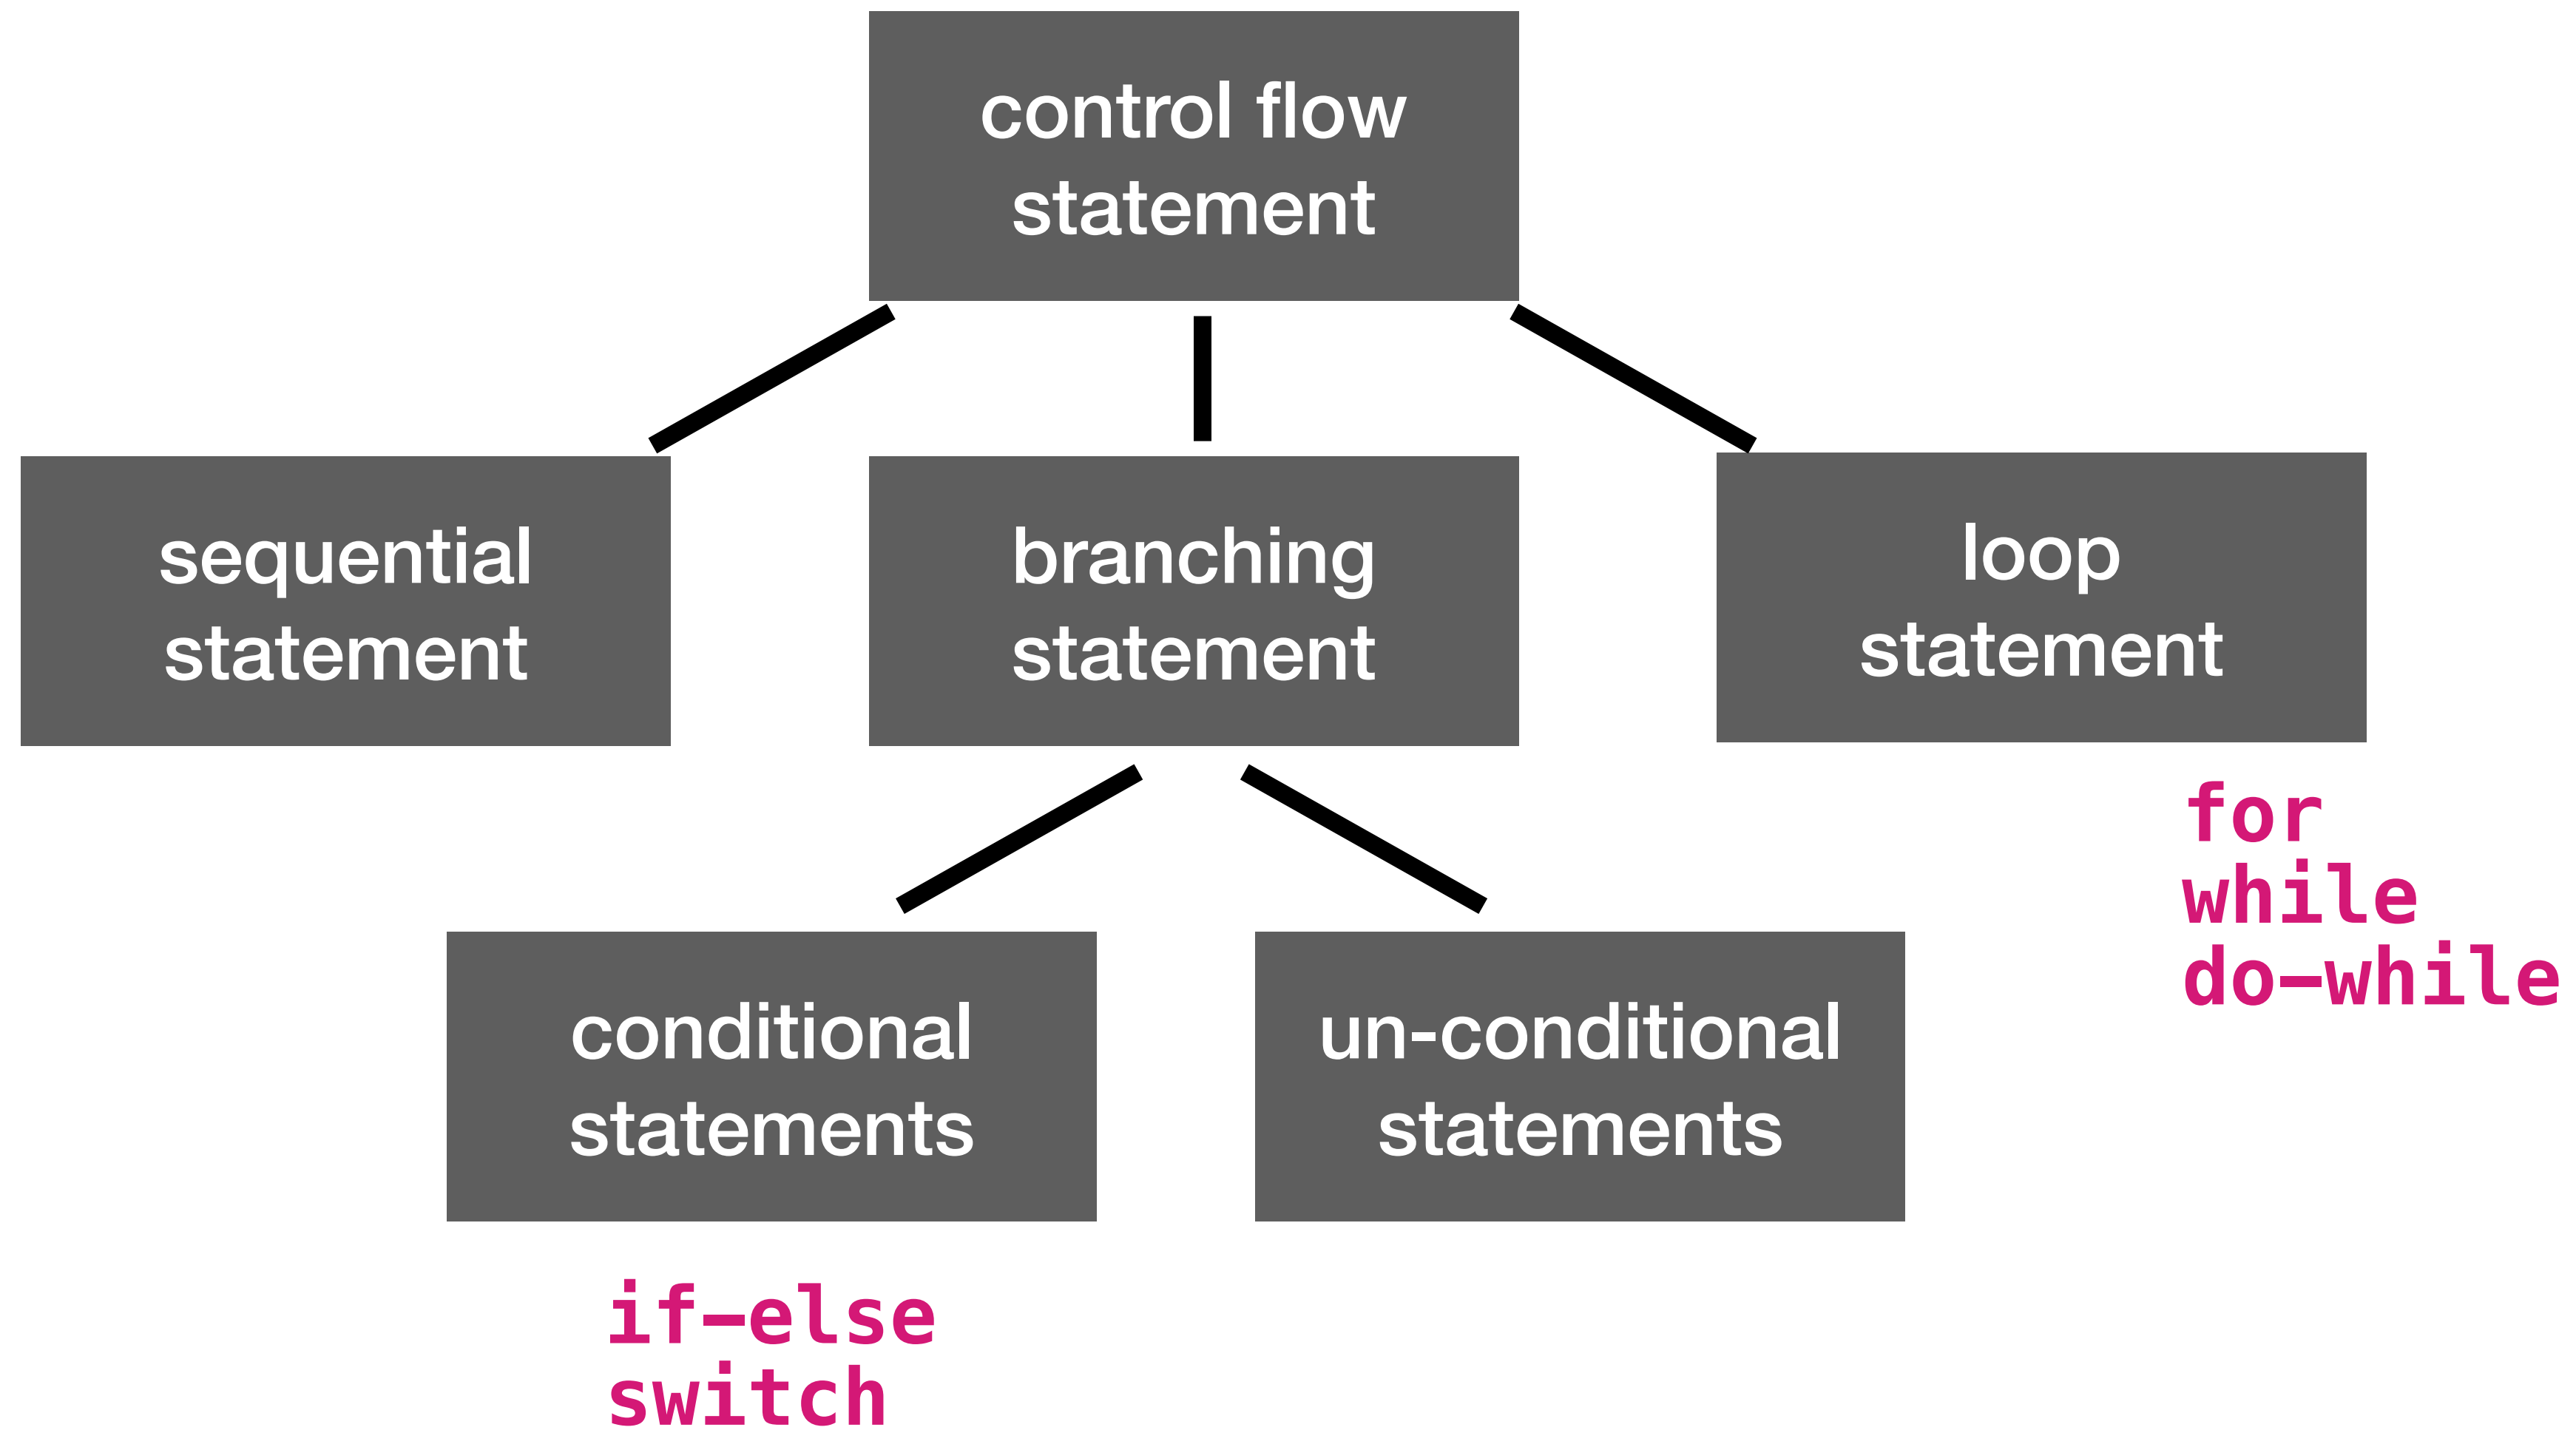 control flow
statement
sequential
statement
branching
statement
loop
statement
for
while
do-while
conditional
statements
un-conditional
statements
if-else
switch